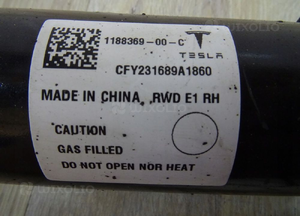 1188369-00-C
TESLA
CFY231689A1860
MADE IN CHINA, RWD E1 RH
CAUTION
GAS FILLED
DO NOT OPEN NOR HEAT